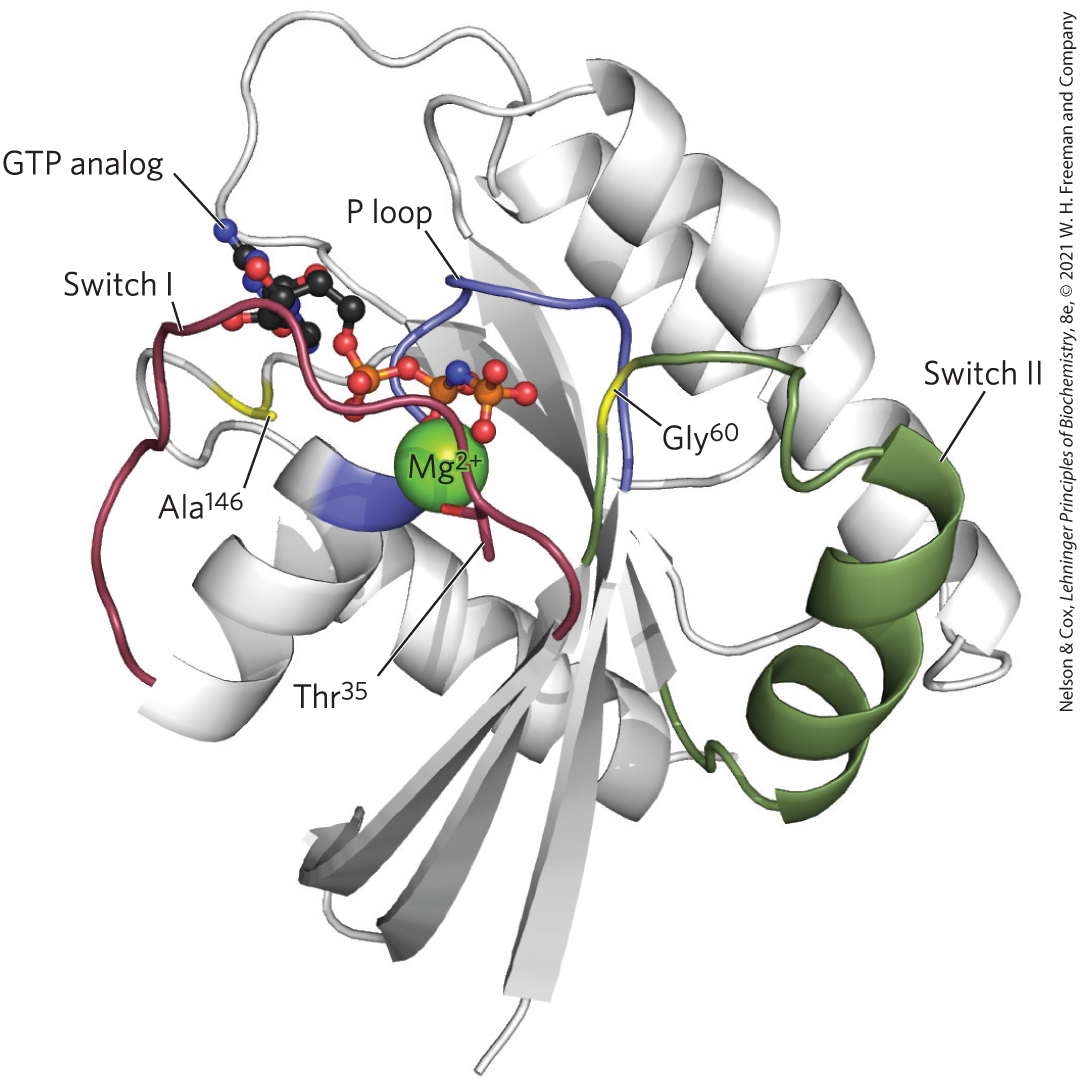 GTP analog
P loop
Switch I
Switch II
Gly⁶⁰
Mg²⁺
Ala¹⁴⁶
Thr³⁵
Nelson & Cox, Lehninger Principles of Biochemistry, 8e, © 2021 W. H. Freeman and Company